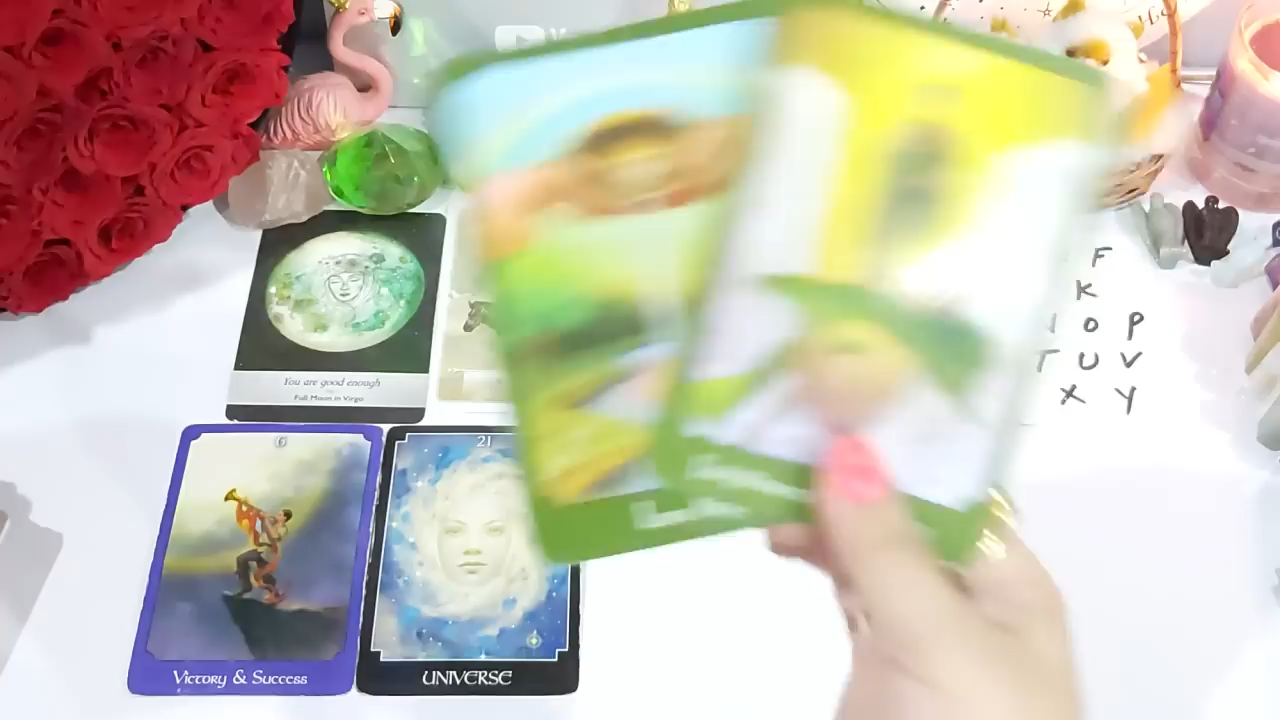 You are good enough
Full Moon in Virgo
F
K
O P
T U V
X Y
6
Victory & Success
21
UNIVERSE